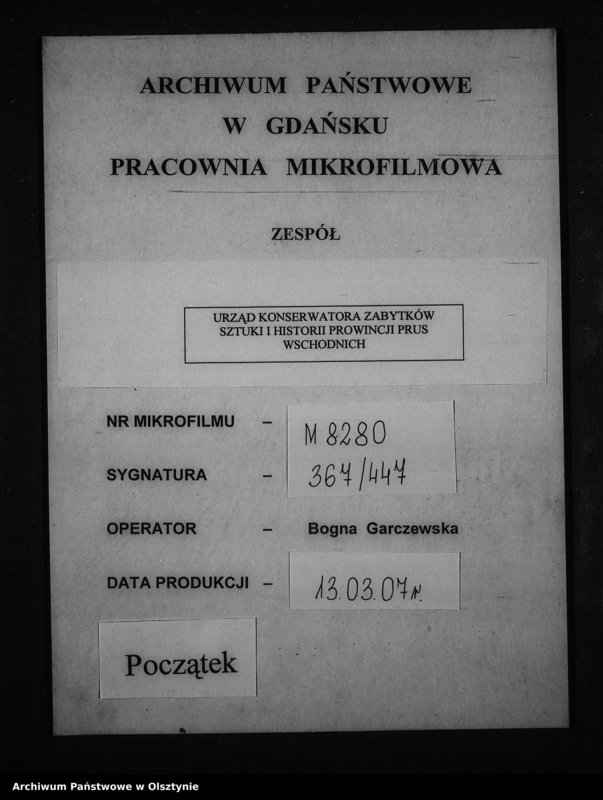 ARCHIWUM PAŃSTWOWE
W GDAŃSKU
PRACOWNIA MIKROFILMOWA
ZESPÓŁ
URZĄD KONSERWATORA ZABYTKÓW
SZTUKI I HISTORII PROWINCJI PRUS
WSCHODNICH
NR MIKROFILMU – M 8280
SYGNATURA – 367/447
OPERATOR – Bogna Garczewska
DATA PRODUKCJI – 13.03.07r.
Początek
Archiwum Państwowe w Olsztynie